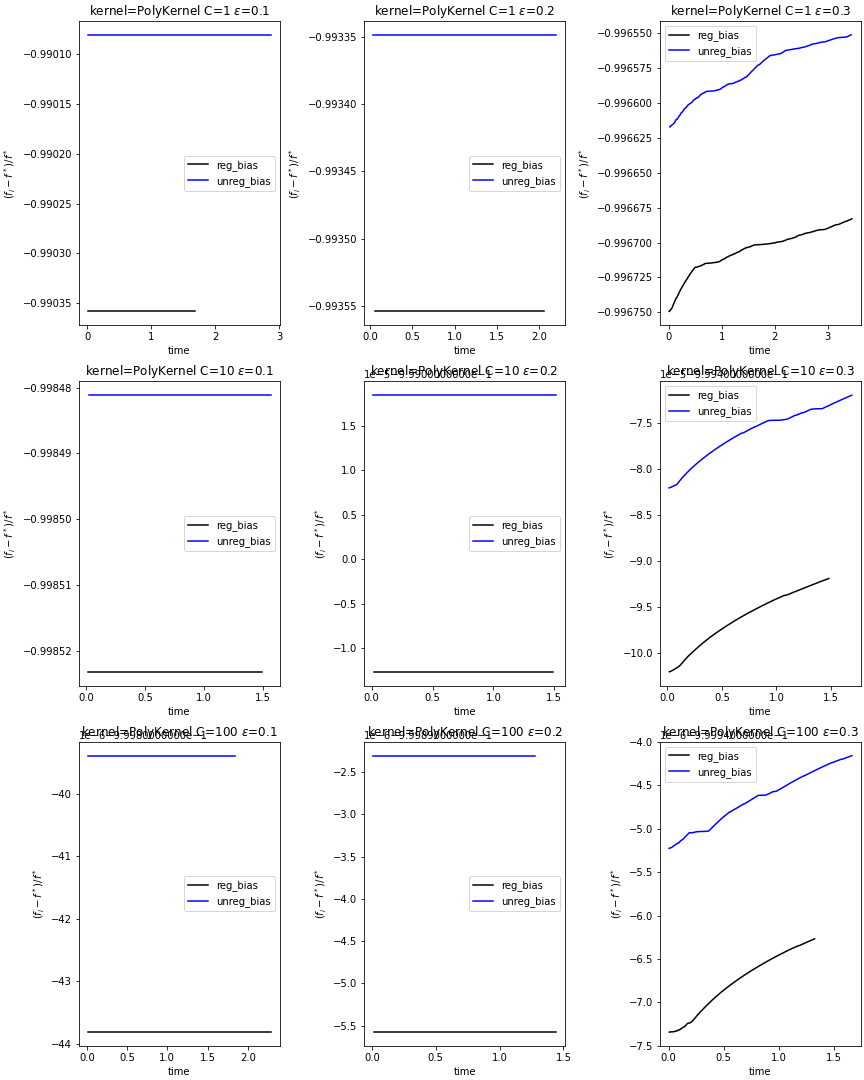 kernel=PolyKernel C=1 ε=0.1
−0.99010
−0.99015
−0.99020
−0.99025
−0.99030
−0.99035
(f_i − f*)/f*
reg_bias
unreg_bias
0 1 2 3
time
kernel=PolyKernel C=1 ε=0.2
−0.99335
−0.99340
−0.99345
−0.99350
−0.99355
(f_i − f*)/f*
reg_bias
unreg_bias
0.0 0.5 1.0 1.5 2.0
time
kernel=PolyKernel C=1 ε=0.3
−0.996550
−0.996575
−0.996600
−0.996625
−0.996650
−0.996675
−0.996700
−0.996725
−0.996750
(f_i − f*)/f*
reg_bias
unreg_bias
0 1 2 3
time
kernel=PolyKernel C=10 ε=0.1
−0.99848
−0.99849
−0.99850
−0.99851
−0.99852
(f_i − f*)/f*
reg_bias
unreg_bias
0.0 0.5 1.0 1.5
time
kernel=PolyKernel C=10 ε=0.2
1e−5−9.990000000e−1
1.5
1.0
0.5
0.0
−0.5
−1.0
(f_i − f*)/f*
reg_bias
unreg_bias
0.0 0.5 1.0 1.5
time
kernel=PolyKernel C=10 ε=0.3
1e−5−9.994000000e−1
−7.5
−8.0
−8.5
−9.0
−9.5
−10.0
(f_i − f*)/f*
reg_bias
unreg_bias
0.0 0.5 1.0 1.5
time
kernel=PolyKernel C=100 ε=0.1
1e−6−9.998000000e−1
−40
−41
−42
−43
−44
(f_i − f*)/f*
reg_bias
unreg_bias
0.0 0.5 1.0 1.5 2.0
time
kernel=PolyKernel C=100 ε=0.2
1e−6−9.998900000e−1
−2.5
−3.0
−3.5
−4.0
−4.5
−5.0
−5.5
(f_i − f*)/f*
reg_bias
unreg_bias
0.0 0.5 1.0 1.5
time
kernel=PolyKernel C=100 ε=0.3
1e−6−9.999400000e−1
−4.0
−4.5
−5.0
−5.5
−6.0
−6.5
−7.0
−7.5
(f_i − f*)/f*
reg_bias
unreg_bias
0.0 0.5 1.0 1.5
time